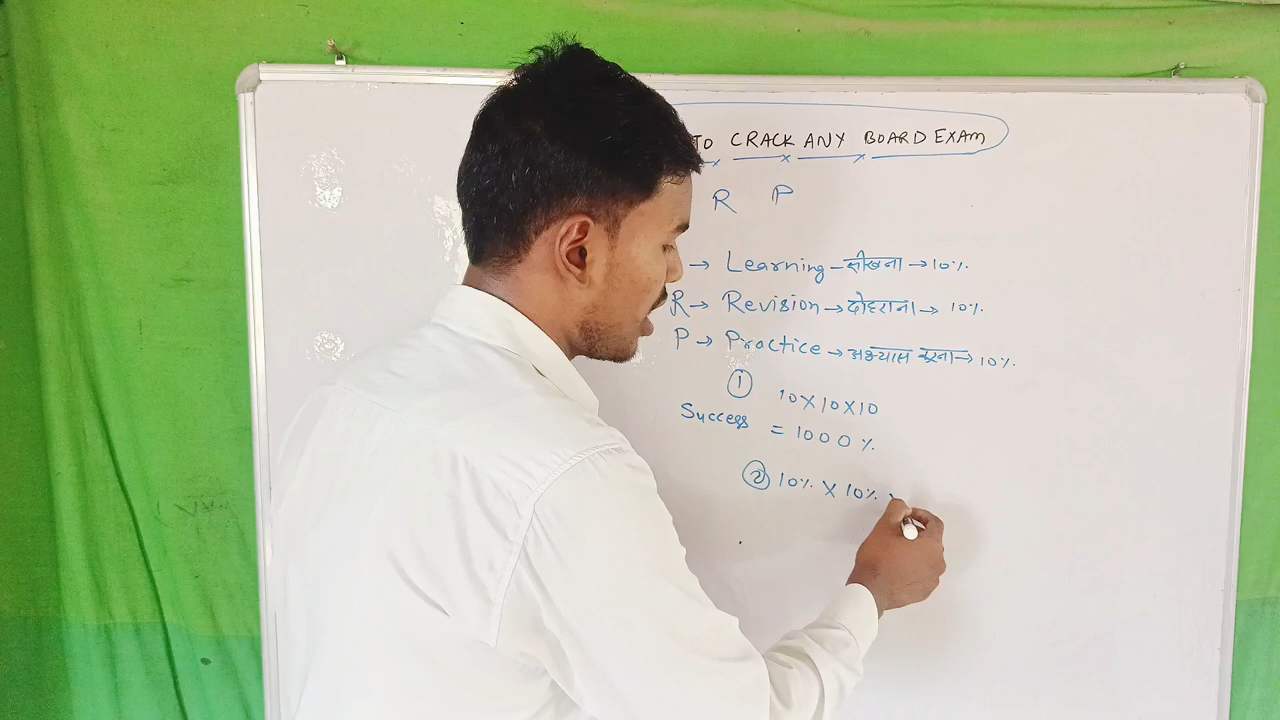 TO CRACK ANY BOARD EXAM
R P
→ Learning - सीखना → 10%.
R → Revision → दोहराना → 10%.
P → Practice → अभ्यास करना → 10%.
① 10X10X10
Success = 1000%.
② 10% X 10%